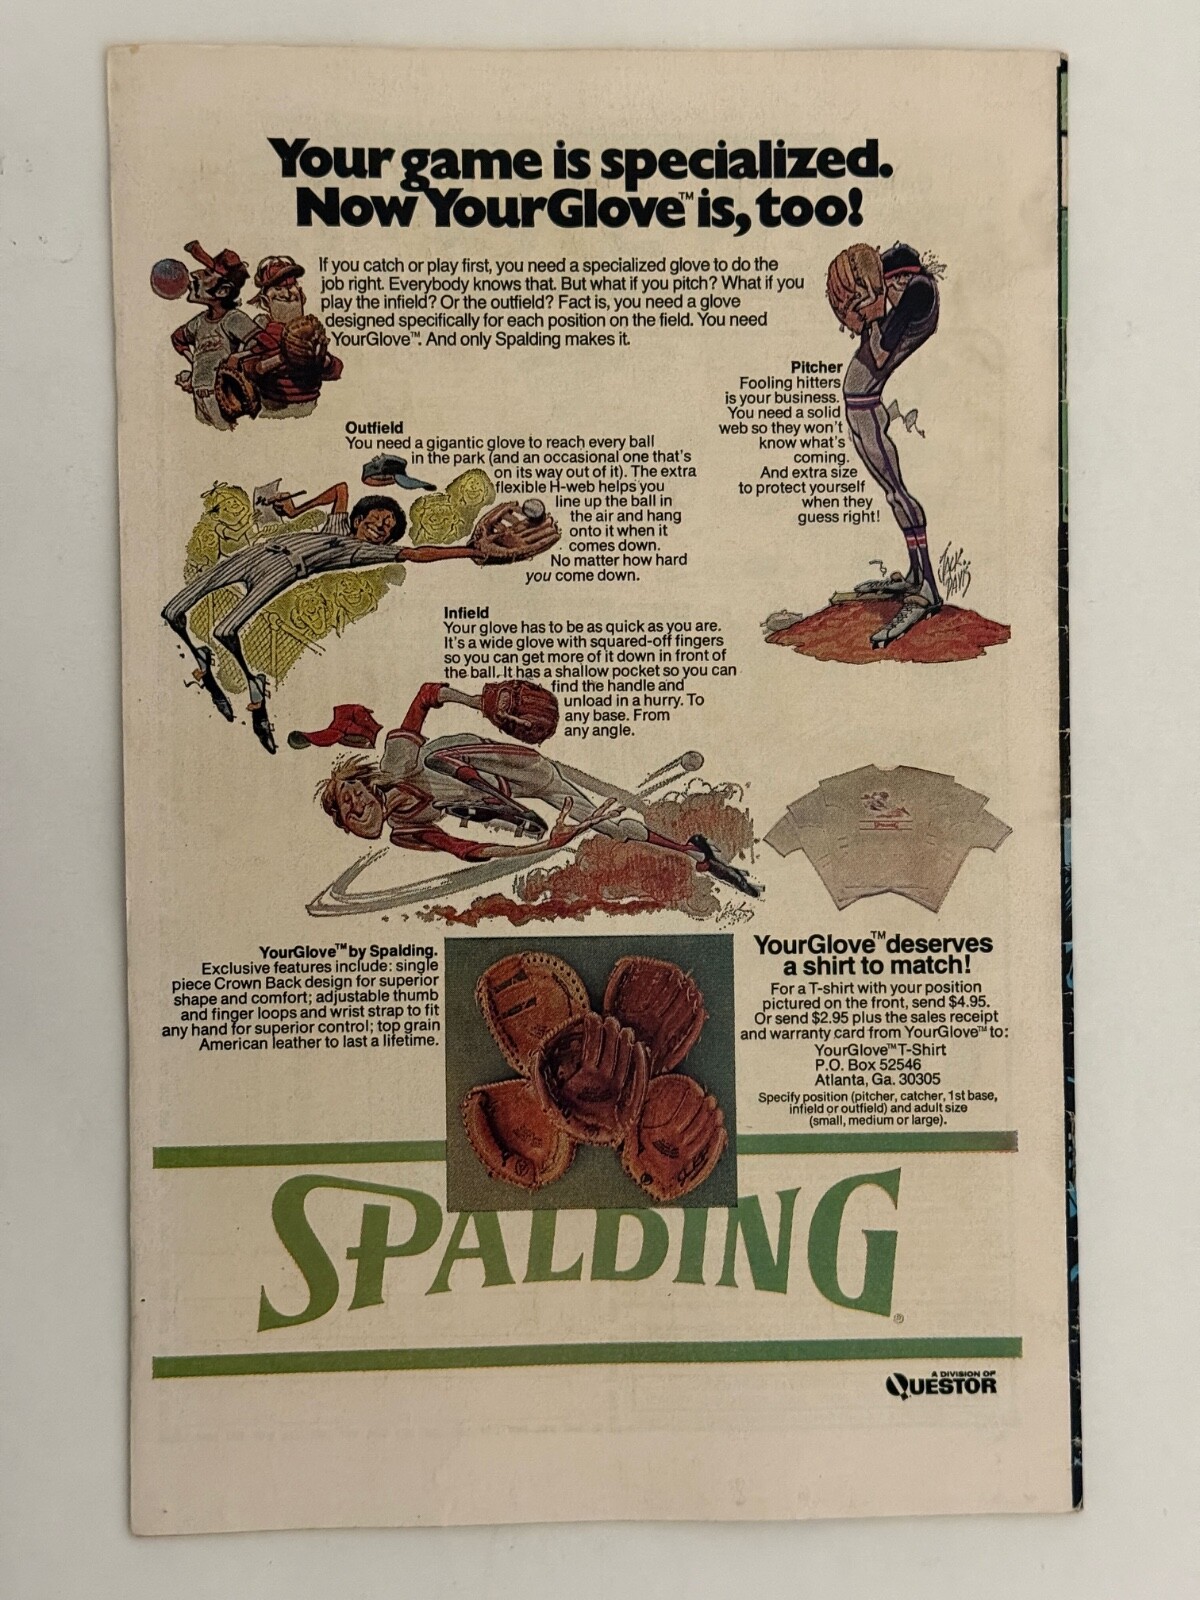 Your game is specialized.
Now YourGlove™ is, too!
If you catch or play first, you need a specialized glove to do the
job right. Everybody knows that. But what if you pitch? What if you
play the infield? Or the outfield? Fact is, you need a glove
designed specifically for each position on the field. You need
YourGlove™. And only Spalding makes it.
Pitcher
Fooling hitters
is your business.
You need a solid
web so they won't
know what's
coming.
And extra size
to protect yourself
when they
guess right!
JACK
DAVIS
Outfield
You need a gigantic glove to reach every ball
in the park (and an occasional one that's
on its way out of it). The extra
flexible H-web helps you
line up the ball in
the air and hang
onto it when it
comes down.
No matter how hard
you come down.
Infield
Your glove has to be as quick as you are.
It's a wide glove with squared-off fingers
so you can get more of it down in front of
the ball. It has a shallow pocket so you can
find the handle and
unload in a hurry. To
any base. From
any angle.
YourGlove™ by Spalding.
Exclusive features include: single
piece Crown Back design for superior
shape and comfort; adjustable thumb
and finger loops and wrist strap to fit
any hand for superior control; top grain
American leather to last a lifetime.
YourGlove™ deserves
a shirt to match!
For a T-shirt with your position
pictured on the front, send $4.95.
Or send $2.95 plus the sales receipt
and warranty card from YourGlove™ to:
YourGlove™ T-Shirt
P.O. Box 52546
Atlanta, Ga. 30305
Specify position (pitcher, catcher, 1st base,
infield or outfield) and adult size
(small, medium or large).
SPALDING®
A DIVISION OF
QUESTOR